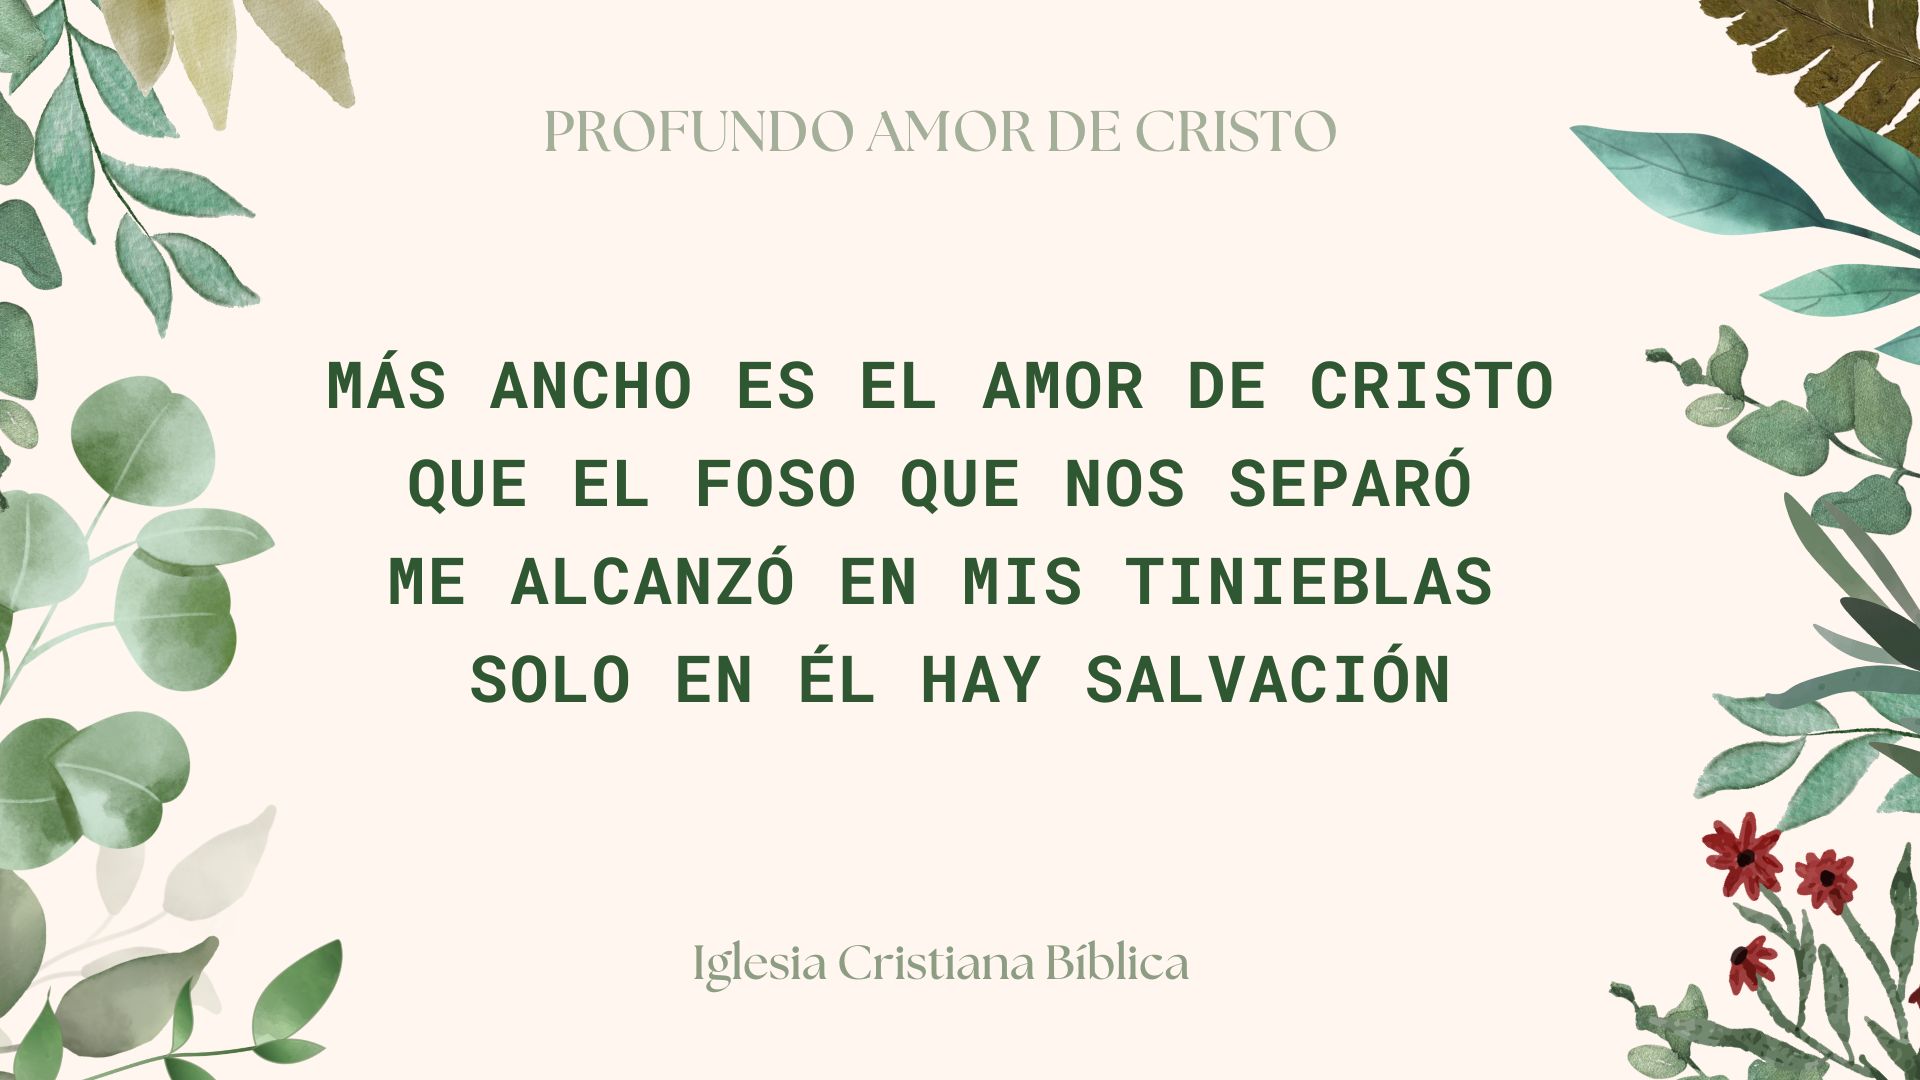 PROFUNDO AMOR DE CRISTO
MÁS ANCHO ES EL AMOR DE CRISTO
QUE EL FOSO QUE NOS SEPARÓ
ME ALCANZÓ EN MIS TINIEBLAS
SOLO EN ÉL HAY SALVACIÓN
Iglesia Cristiana Bíblica